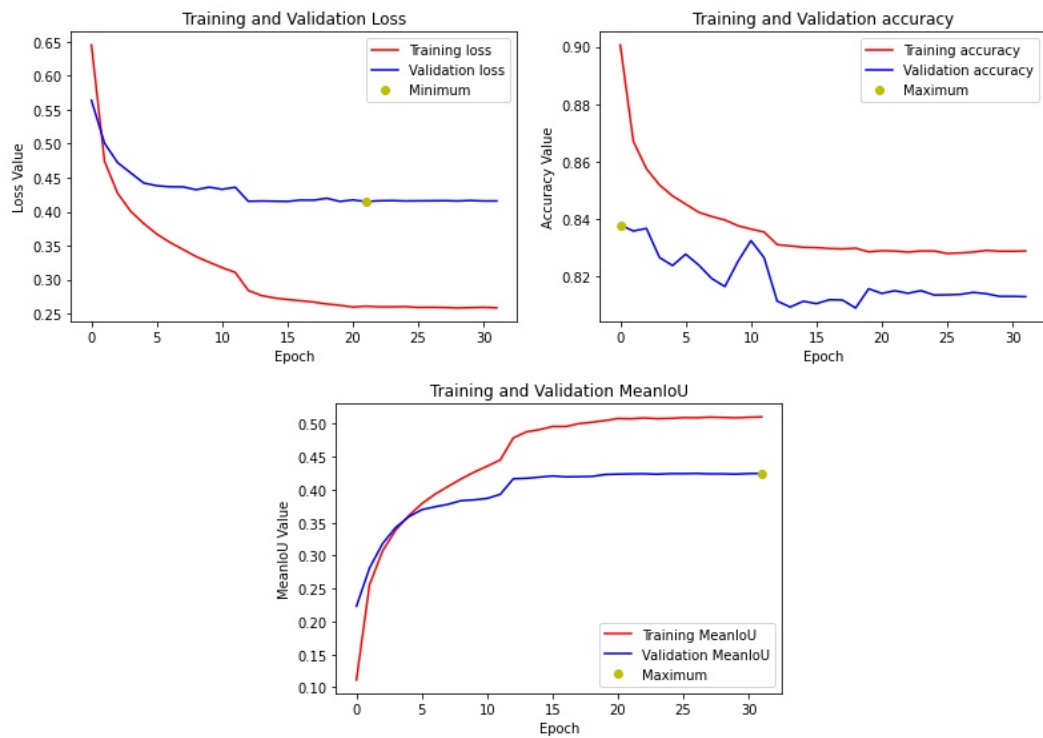 Training and Validation Loss
0.65
0.60
0.55
0.50
0.45
0.40
0.35
0.30
0.25
Loss Value
Training loss
Validation loss
Minimum
0 5 10 15 20 25 30
Epoch
Training and Validation accuracy
0.90
0.88
0.86
0.84
0.82
Accuracy Value
Training accuracy
Validation accuracy
Maximum
0 5 10 15 20 25 30
Epoch
Training and Validation MeanIoU
0.50
0.45
0.40
0.35
0.30
0.25
0.20
0.15
0.10
MeanIoU Value
Training MeanIoU
Validation MeanIoU
Maximum
0 5 10 15 20 25 30
Epoch